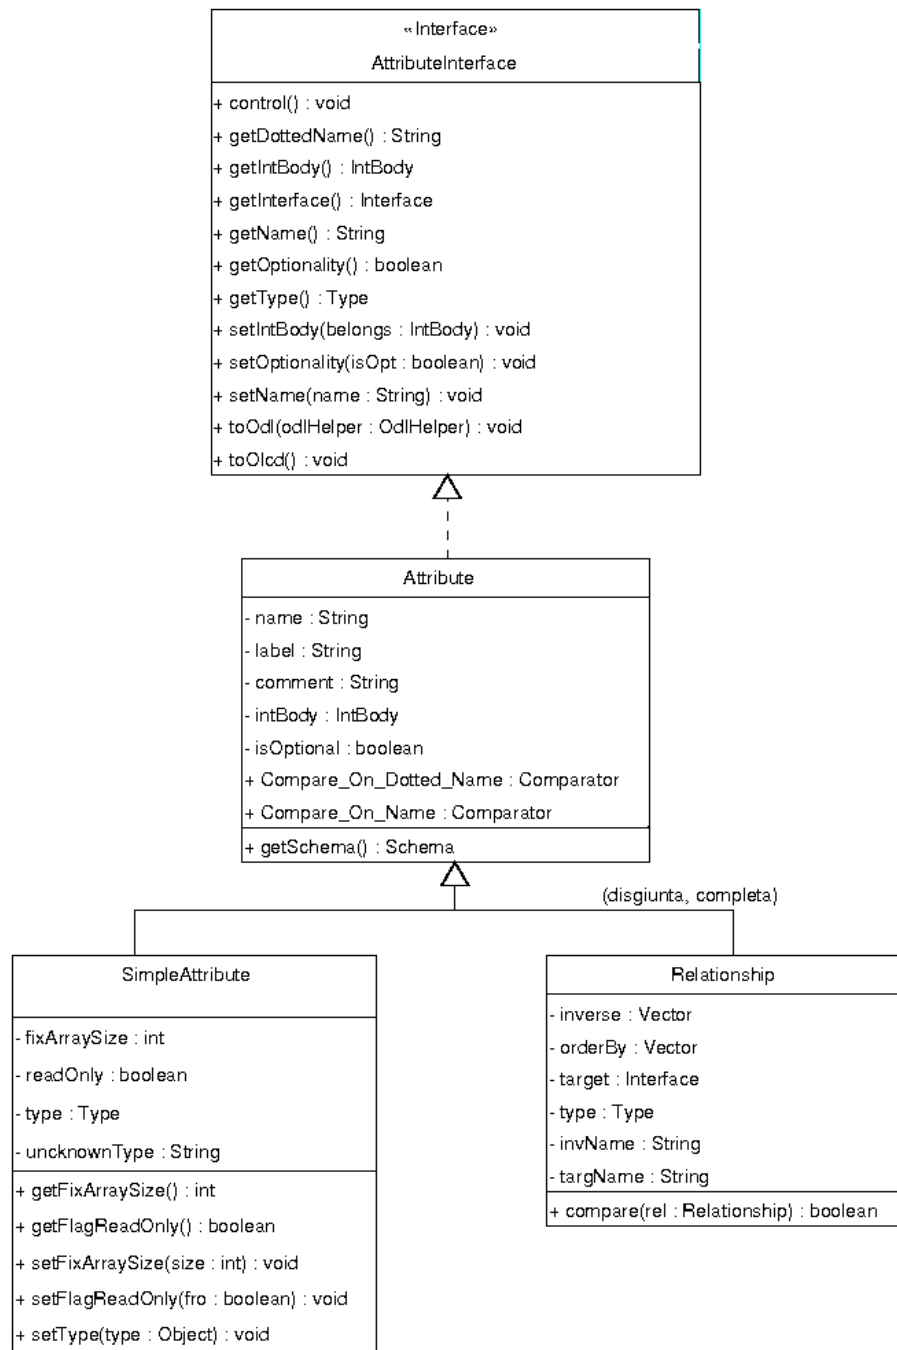 «Interface»
AttributeInterface
+ control() : void
+ getDottedName() : String
+ getIntBody() : IntBody
+ getInterface() : Interface
+ getName() : String
+ getOptionality() : boolean
+ getType() : Type
+ setIntBody(belongs : IntBody) : void
+ setOptionality(isOpt : boolean) : void
+ setName(name : String) : void
+ toOdl(odlHelper : OdlHelper) : void
+ toOlcd() : void
Attribute
- name : String
- label : String
- comment : String
- intBody : IntBody
- isOptional : boolean
+ Compare_On_Dotted_Name : Comparator
+ Compare_On_Name : Comparator
+ getSchema() : Schema
(disgiunta, completa)
SimpleAttribute
- fixArraySize : int
- readOnly : boolean
- type : Type
- uncknownType : String
+ getFixArraySize() : int
+ getFlagReadOnly() : boolean
+ setFixArraySize(size : int) : void
+ setFlagReadOnly(fro : boolean) : void
+ setType(type : Object) : void
Relationship
- inverse : Vector
- orderBy : Vector
- target : Interface
- type : Type
- invName : String
- targName : String
+ compare(rel : Relationship) : boolean